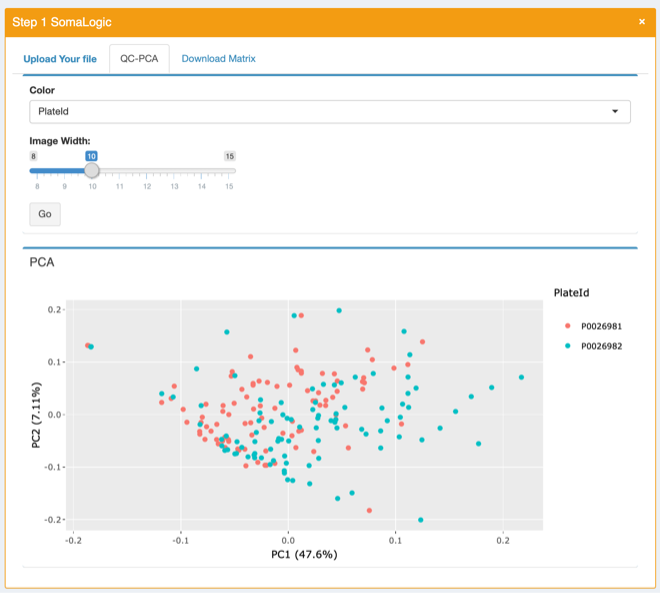 Step 1 SomaLogic ×
Upload Your file QC-PCA Download Matrix
Color
PlateId
Image Width:
8 10 15
8 9 10 11 12 13 14 15
Go
PCA
PlateId
P0026981
P0026982
0.2
0.1
0.0
-0.1
-0.2
PC2 (7.11%)
-0.2 -0.1 0.0 0.1 0.2
PC1 (47.6%)